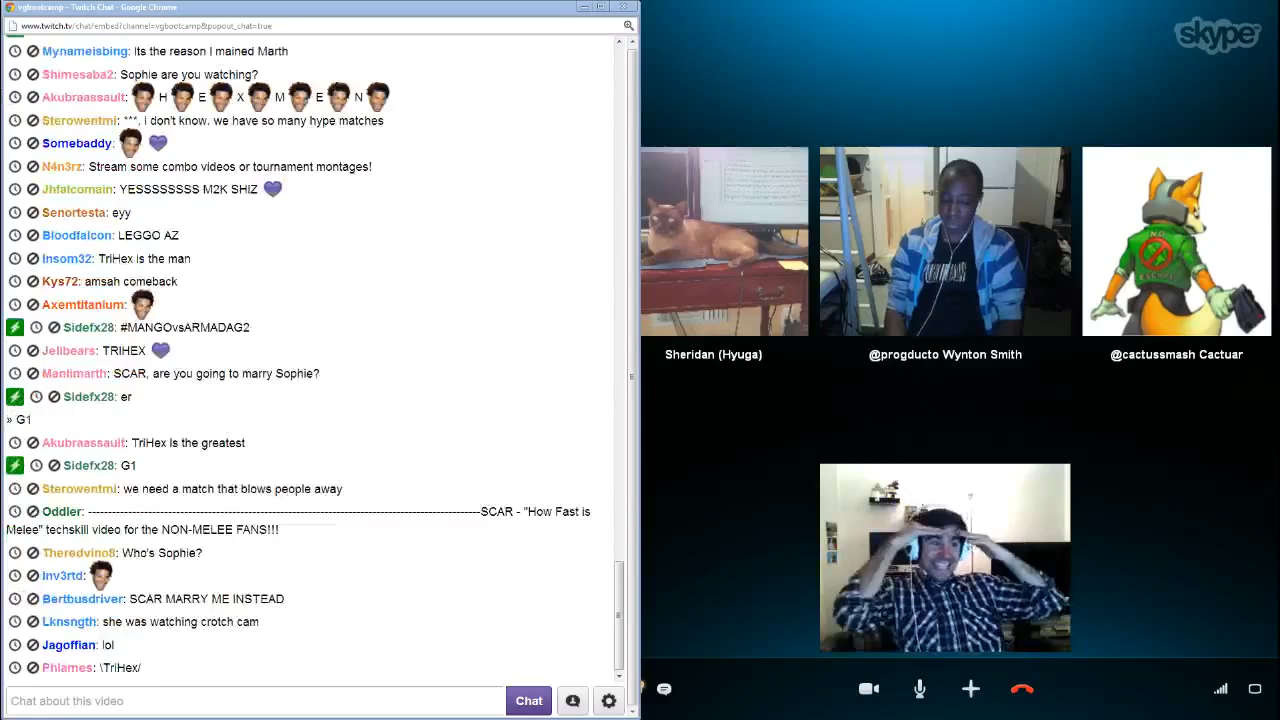 vgbootcamp - Twitch Chat - Google Chrome
www.twitch.tv/chat/embed?channel=vgbootcamp&popout_chat=true
Mynameisbing: Its the reason I mained Marth
Shimesaba2: Sophie are you watching?
Akubraassault: H E X M E N
Sterowentmi: ***, I don't know. we have so many hype matches
Somebaddy:
N4n3rz: Stream some combo videos or tournament montages!
Jhfalcomain: YESSSSSSSS M2K SHIZ
Senortesta: eyy
Bloodfalcon: LEGGO AZ
Insom32: TriHex is the man
Kys72: amsah comeback
Axemtitanium:
Sidefx28: #MANGOvsARMADAG2
Jelibears: TRIHEX
Manlimarth: SCAR, are you going to marry Sophie?
Sidefx28: er
» G1
Akubraassault: TriHex is the greatest
Sidefx28: G1
Sterowentmi: we need a match that blows people away
Oddler: --------------------------------------------------------------------------------------------------SCAR - "How Fast is
Melee" techskill video for the NON-MELEE FANS!!!
Theredvino8: Who's Sophie?
Inv3rtd:
Bertbusdriver: SCAR MARRY ME INSTEAD
Lknsngth: she was watching crotch cam
Jagoffian: lol
Phlames: \TriHex/
Chat about this video
Chat
skype
NO
ESCAPE
Sheridan (Hyuga)
@progducto Wynton Smith
@cactussmash Cactuar